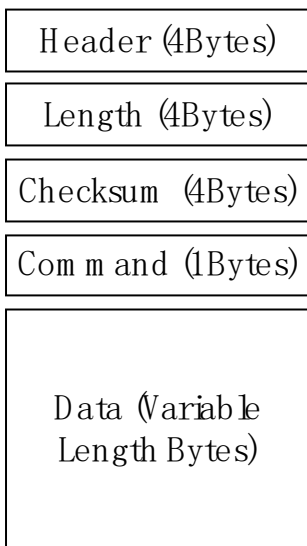 Header (4Bytes)
Length (4Bytes)
Checksum (4Bytes)
Command (1Bytes)
Data (Variable
Length Bytes)